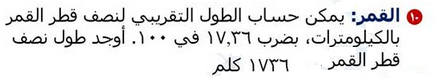 ١٠ القمر: يمكن حساب الطول التقريبي لنصف قطر القمر
بالكيلومترات، بضرب ١٧,٣٦ في ١٠٠. أوجد طول نصف
قطر القمر ١٧٣٦ كلم